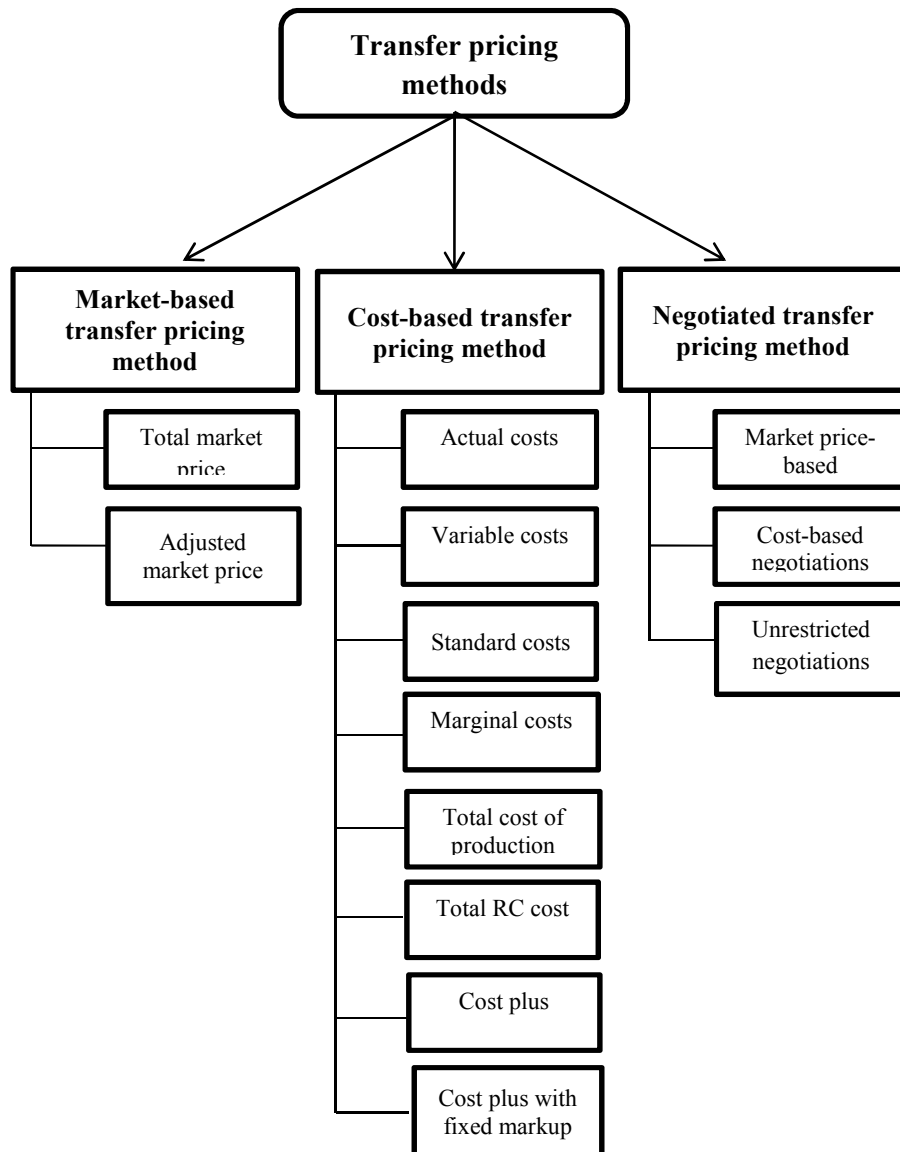 Transfer pricing
methods
Market-based
transfer pricing
method
Total market
price
Adjusted
market price
Cost-based transfer
pricing method
Actual costs
Variable costs
Standard costs
Marginal costs
Total cost of
production
Total RC cost
Cost plus
Cost plus with
fixed markup
Negotiated transfer
pricing method
Market price-
based
Cost-based
negotiations
Unrestricted
negotiations